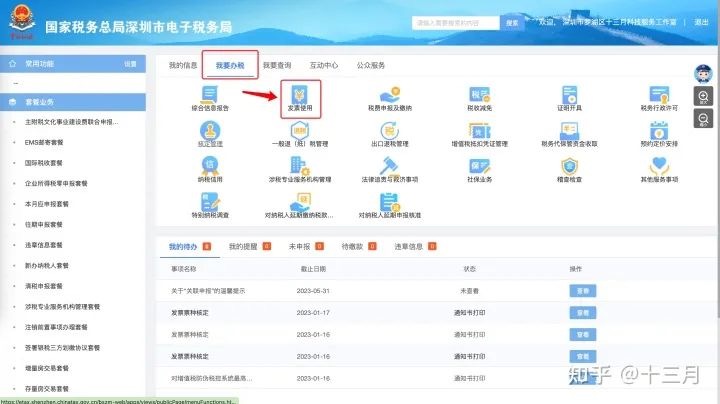 国家税务总局深圳市电子税务局
请输入需要搜索的内容
搜索
欢迎,
深圳市罗湖区十三月科技服务工作室
退出
常用功能
设置
套餐业务
主附税文化事业建设费联合申报...
EMS邮寄套餐
国际税收套餐
企业所得税零申报套餐
本月应申报套餐
往期申报套餐
违章信息套餐
新办纳税人套餐
清税申报套餐
涉税专业服务机构管理套餐
注销前置事项办理套餐
签署银税三方划缴协议套餐
增量房交易套餐
存量房交易套餐
我的信息
我要办税
我要查询
互动中心
公众服务
综合信息报告
发票使用
税费申报及缴纳
税收减免
证明开具
税务行政许可
核定管理
一般退(抵)税管理
出口退税管理
增值税抵扣凭证管理
税务代保管资金收取
预约定价安排
纳税信用
涉税专业服务机构管理
法律追责与救济事项
社保业务
稽查检查
其他服务事项
特别纳税调查
对纳税人延期缴纳税款...
对纳税人延期申报核准
放大
缩小
我的待办 8
我的提醒 0
未申报 0
待缴款 0
违章信息 0
事项名称 截止日期 状态 操作
关于“关联申报”的温馨提示 2023-05-31 未查看 查看
发票票种核定 2023-01-17 通知书打印 查看
发票票种核定 2023-01-16 通知书打印 查看
发票票种核定 2023-01-16 通知书打印 查看
对增值税防伪税控系统最高... 2023-01-16 通知书打印
知乎 @十三月
https://etax.shenzhen.chinatax.gov.cn/bszm-web/apps/views/publicPage/menuFunctions.ht...